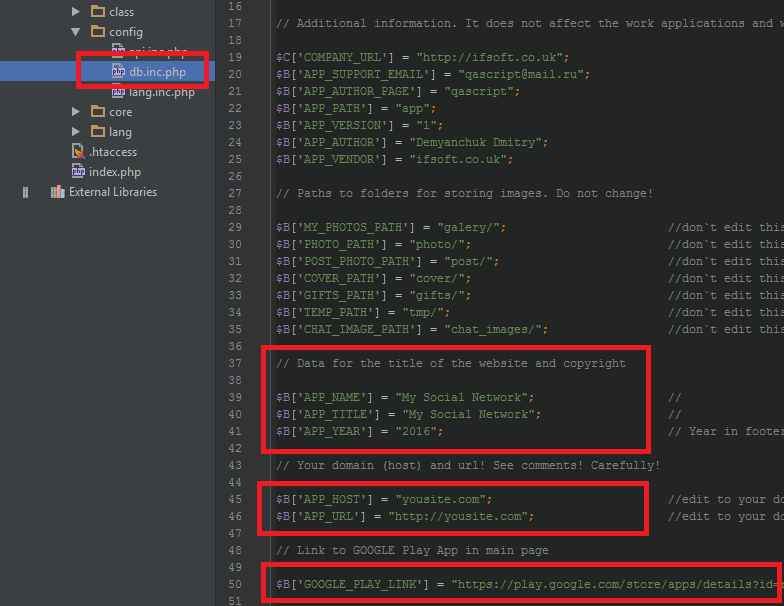 class
config
api.inc.php
db.inc.php
lang.inc.php
core
lang
.htaccess
index.php
External Libraries
16
17 // Additional information. It does not affect the work applications and
18
19 $C['COMPANY_URL'] = "http://ifsoft.co.uk";
20 $B['APP_SUPPORT_EMAIL'] = "qascript@mail.ru";
21 $B['APP_AUTHOR_PAGE'] = "qascript";
22 $B['APP_PATH'] = "app";
23 $B['APP_VERSION'] = "1";
24 $B['APP_AUTHOR'] = "Demyanchuk Dmitry";
25 $B['APP_VENDOR'] = "ifsoft.co.uk";
26
27 // Paths to folders for storing images. Do not change!
28
29 $B['MY_PHOTOS_PATH'] = "galery/"; //don`t edit this
30 $B['PHOTO_PATH'] = "photo/"; //don`t edit this
31 $B['POST_PHOTO_PATH'] = "post/"; //don`t edit this
32 $B['COVER_PATH'] = "cover/"; //don`t edit this
33 $B['GIFTS_PATH'] = "gifts/"; //don`t edit this
34 $B['TEMP_PATH'] = "tmp/"; //don`t edit this
35 $B['CHAT_IMAGE_PATH'] = "chat_images/"; //don`t edit this
36
37 // Data for the title of the website and copyright
38
39 $B['APP_NAME'] = "My Social Network"; //
40 $B['APP_TITLE'] = "My Social Network"; //
41 $B['APP_YEAR'] = "2016"; // Year in footer
42
43 // Your domain (host) and url! See comments! Carefully!
44
45 $B['APP_HOST'] = "yousite.com"; //edit to your do
46 $B['APP_URL'] = "http://yousite.com"; //edit to your do
47
48 // Link to GOOGLE Play App in main page
49
50 $B['GOOGLE_PLAY_LINK'] = "https://play.google.com/store/apps/details?id=
51